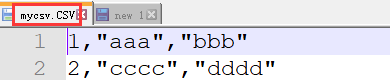 mycsv.CSV new 1
1 1,"aaa","bbb"
2 2,"cccc","dddd"